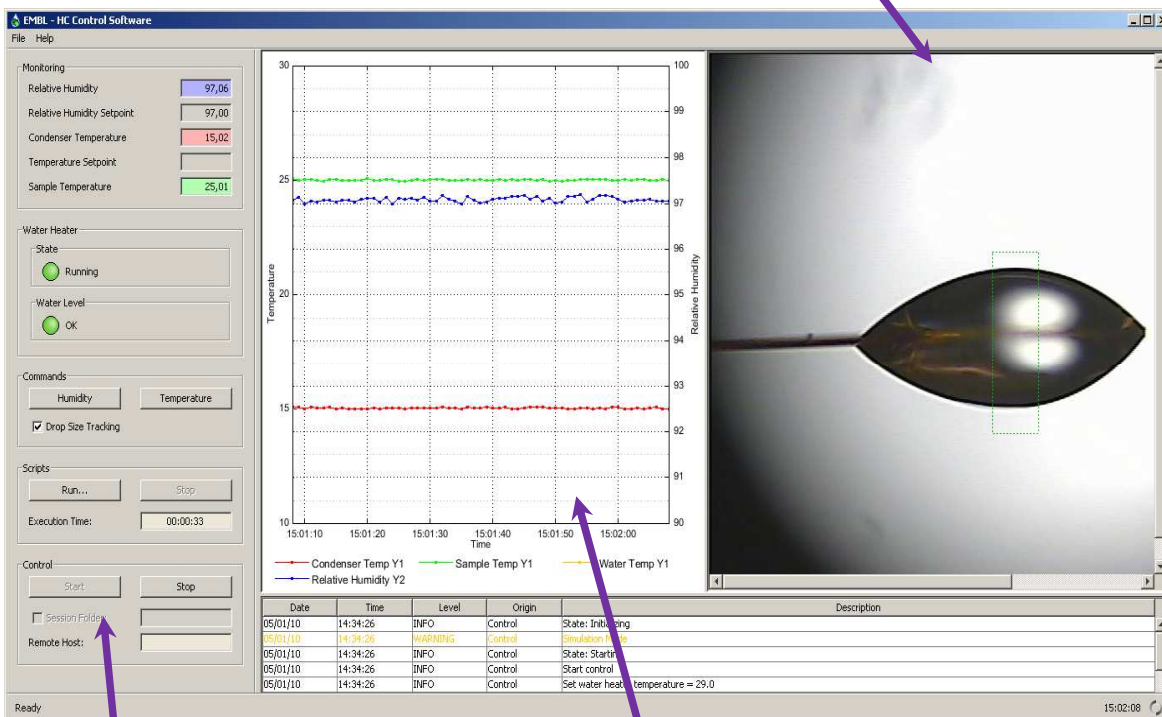 EMBL - HC Control Software
File Help
Monitoring
Relative Humidity 97,06
Relative Humidity Setpoint 97,00
Condenser Temperature 15,02
Temperature Setpoint
Sample Temperature 25,01
Water Heater
State
Running
Water Level
OK
Commands
Humidity Temperature
Drop Size Tracking
Scripts
Run... Stop
Execution Time: 00:00:33
Control
Start Stop
Session Folder
Remote Host:
30
25
20
15
10
Temperature
100
99
98
97
96
95
94
93
92
91
90
Relative Humidity
15:01:10 15:01:20 15:01:30 15:01:40 15:01:50 15:02:00
Time
Condenser Temp Y1 Sample Temp Y1 Water Temp Y1
Relative Humidity Y2
Date Time Level Origin Description
05/01/10 14:34:26 INFO Control State: Initializing
05/01/10 14:34:26 WARNING Control Simulation Mode
05/01/10 14:34:26 INFO Control State: Starting
05/01/10 14:34:26 INFO Control Start control
05/01/10 14:34:26 INFO Control Set water heater temperature = 29.0
Ready 15:02:08